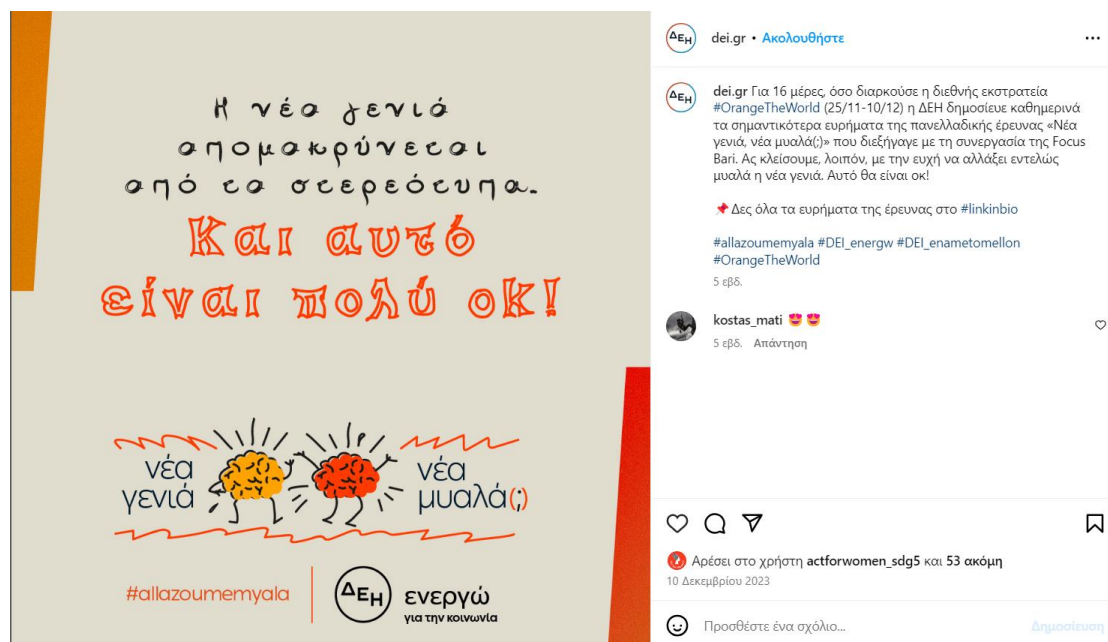 Η νέα γενιά
απομακρύνεται
από τα στερεότυπα.
Και αυτό
είναι πολύ οκ!
νέα
γενιά
νέα
μυαλά(;)
#allazoumemyala
ΔΕΗ
ενεργώ
για την κοινωνία
ΔΕΗ
dei.gr • Ακολουθήστε
ΔΕΗ
dei.gr Για 16 μέρες, όσο διαρκούσε η διεθνής εκστρατεία
#OrangeTheWorld (25/11-10/12) η ΔΕΗ δημοσίευε καθημερινά
τα σημαντικότερα ευρήματα της πανελλαδικής έρευνας «Νέα
γενιά, νέα μυαλά(;)» που διεξήγαγε με τη συνεργασία της Focus
Bari. Ας κλείσουμε, λοιπόν, με την ευχή να αλλάξει εντελώς
μυαλά η νέα γενιά. Αυτό θα είναι οκ!
📌 Δες όλα τα ευρήματα της έρευνας στο #linkinbio
#allazoumemyala #DEI_energw #DEI_enametomellon
#OrangeTheWorld
5 εβδ.
kostas_mati 😍 😍
5 εβδ. Απάντηση
Αρέσει στο χρήστη actforwomen_sdg5 και 53 ακόμη
10 Δεκεμβρίου 2023
Προσθέστε ένα σχόλιο...
Δημοσίευση